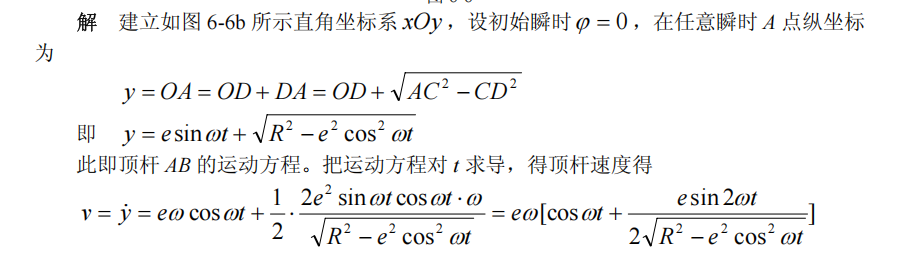 解 建立如图 6-6b 所示直角坐标系 xOy，设初始瞬时 φ = 0，在任意瞬时 A 点纵坐标
为
y = OA = OD + DA = OD + √(AC² − CD²)
即 y = e sin ωt + √(R² − e² cos² ωt)
此即顶杆 AB 的运动方程。把运动方程对 t 求导，得顶杆速度得
v = ẏ = eω cos ωt + 1/2 · (2e² sin ωt cos ωt · ω)/√(R² − e² cos² ωt) = eω[cos ωt + (e sin 2ωt)/(2√(R² − e² cos² ωt))]